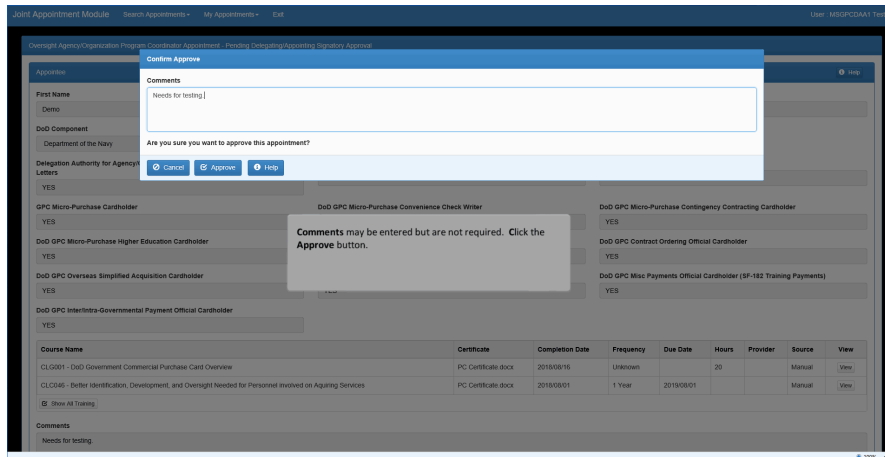 Joint Appointment Module Search Appointments My Appointments Exit User MSGPCDAA1 Test
Oversight Agency/Organization Program Coordinator Appointment - Pending Delegating/Appointing Signatory Approval
Confirm Approve
Appointee Help
Comments
Needs for testing.
Are you sure you want to approve this appointment?
Cancel Approve Help
First Name
Demo
DoD Component
Department of the Navy
Delegation Authority for Agency/
Letters
YES
GPC Micro-Purchase Cardholder DoD GPC Micro-Purchase Convenience Check Writer DoD GPC Micro-Purchase Contingency Contracting Cardholder
YES YES
Comments may be entered but are not required. Click the
Approve button.
DoD GPC Micro-Purchase Higher Education Cardholder DoD GPC Contract Ordering Official Cardholder
YES YES
DoD GPC Overseas Simplified Acquisition Cardholder DoD GPC Misc Payments Official Cardholder (SF-182 Training Payments)
YES YES YES
DoD GPC Inter/Intra-Governmental Payment Official Cardholder
YES
Course Name Certificate Completion Date Frequency Due Date Hours Provider Source View
CLG001 - DoD Government Commercial Purchase Card Overview PC Certificate.docx 2018/08/16 Unknown 20 Manual View
CLC046 - Better Identification, Development, and Oversight Needed for Personnel Involved on Aquring Services PC Certificate.docx 2018/08/01 1 Year 2019/08/01 Manual View
Show All Training
Comments
Needs for testing.
100%